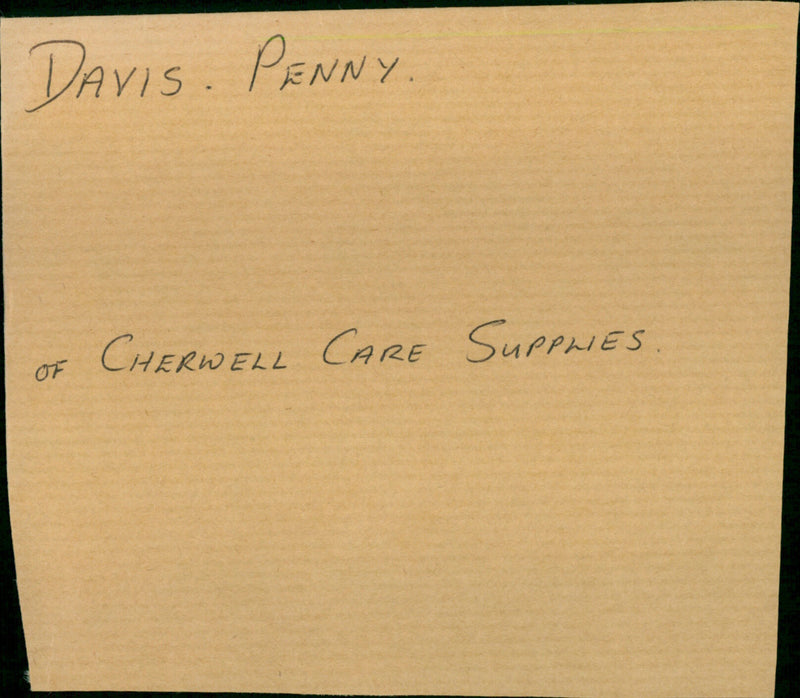 DAVIS. PENNY.
OF CHERWELL CARE SUPPLIES.